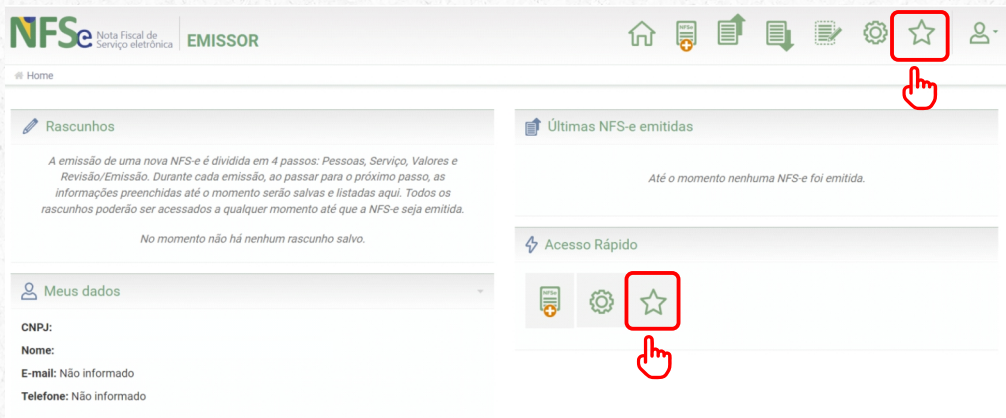 NFSe Nota Fiscal de
Serviço eletrônica EMISSOR
NFSe
Home
Rascunhos
A emissão de uma nova NFS-e é dividida em 4 passos: Pessoas, Serviço, Valores e
Revisão/Emissão. Durante cada emissão, ao passar para o próximo passo, as
informações preenchidas até o momento serão salvas e listadas aqui. Todos os
rascunhos poderão ser acessados a qualquer momento até que a NFS-e seja emitida.
No momento não há nenhum rascunho salvo.
Meus dados
CNPJ:
Nome:
E-mail: Não informado
Telefone: Não informado
Últimas NFS-e emitidas
Até o momento nenhuma NFS-e foi emitida.
Acesso Rápido
NFSe